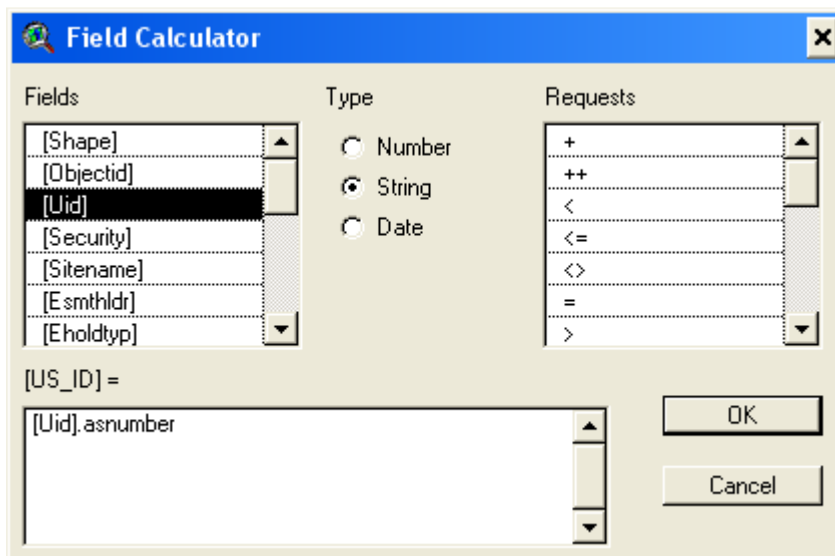 Field Calculator
Fields
Type
Requests
[Shape]
[Objectid]
[Uid]
[Security]
[Sitename]
[Esmthldr]
[Eholdtyp]
Number
String
Date
+
++
<
<=
<>
=
>
[US_ID] =
[Uid].asnumber
OK
Cancel